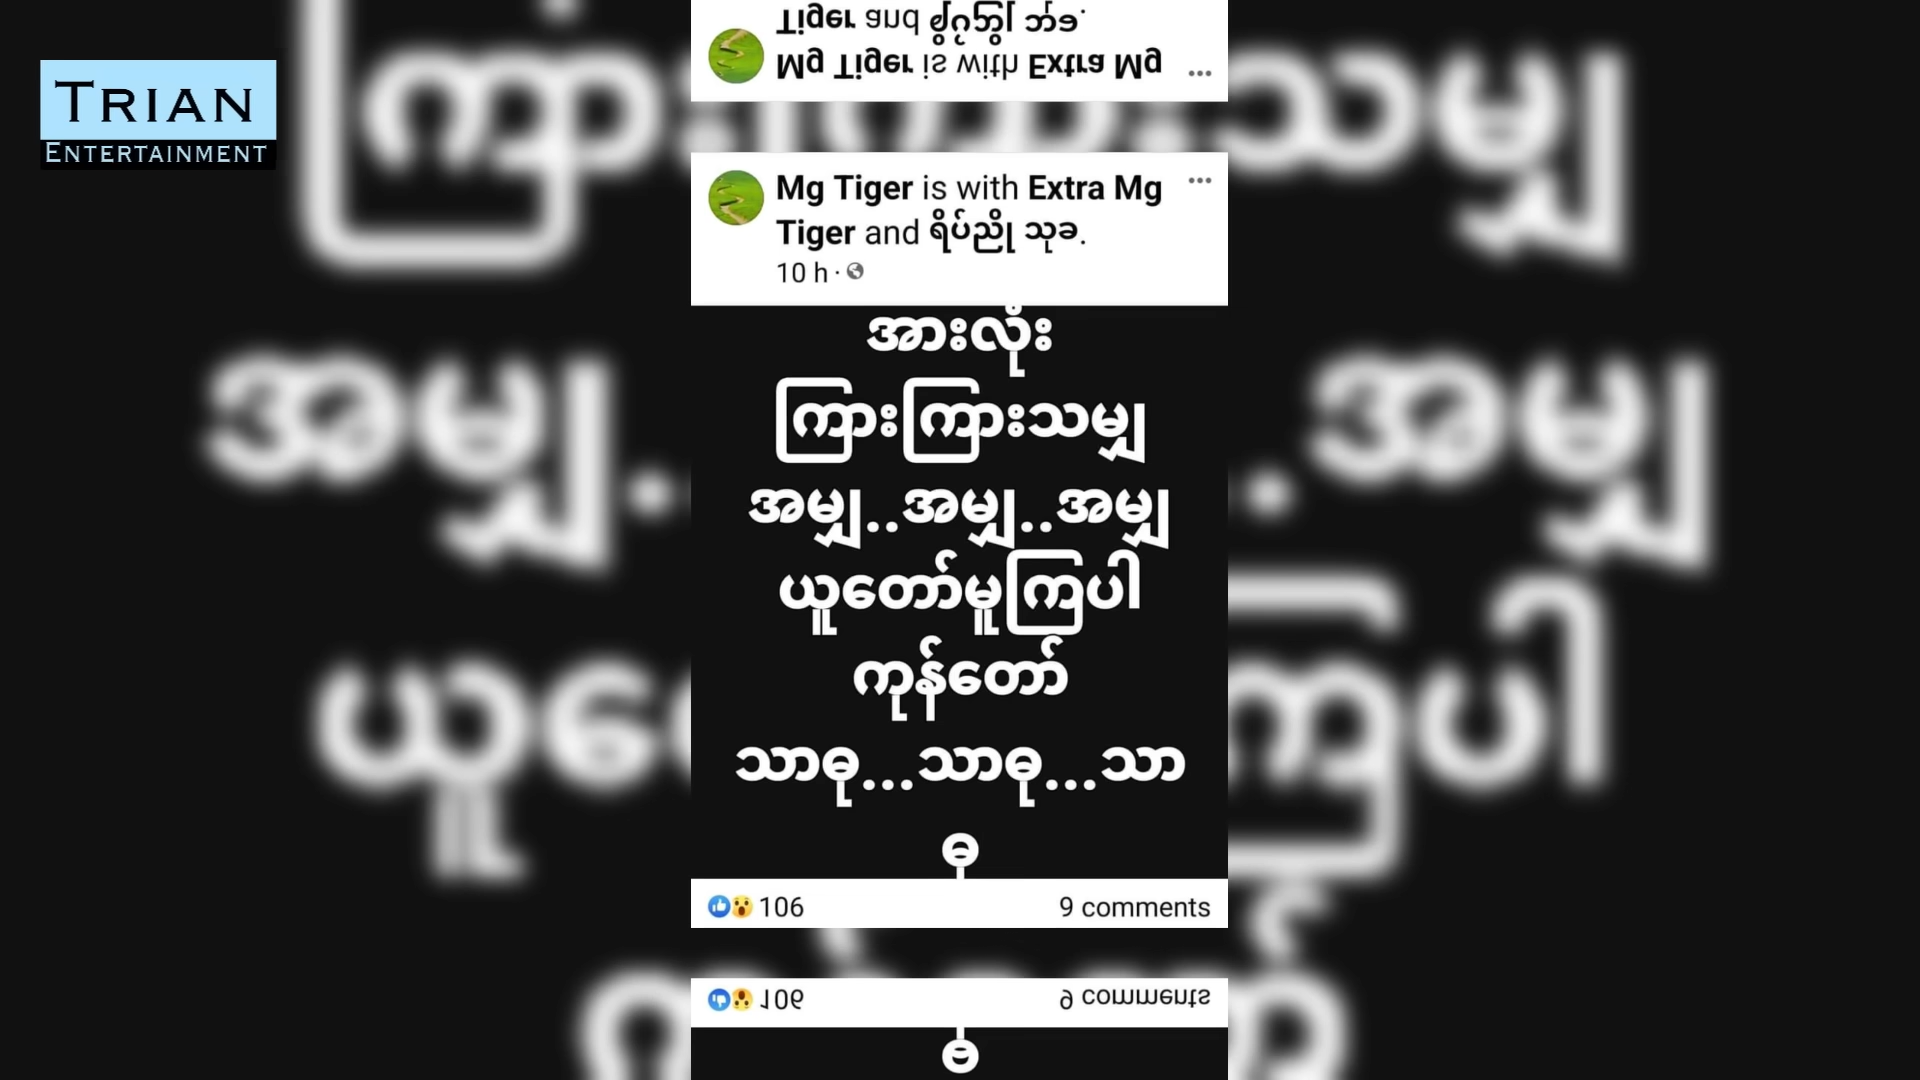 TRIAN
ENTERTAINMENT
Mg Tiger is with Extra Mg
Tiger and ရိပ်ညို သုခ.
10 h ·
အားလုံး
ကြားကြားသမျှ
အမျှ..အမျှ..အမျှ
ယူတော်မူကြပါ
ကုန်တော်
သာဓု...သာဓု...သာ
ဓု
106
9 comments